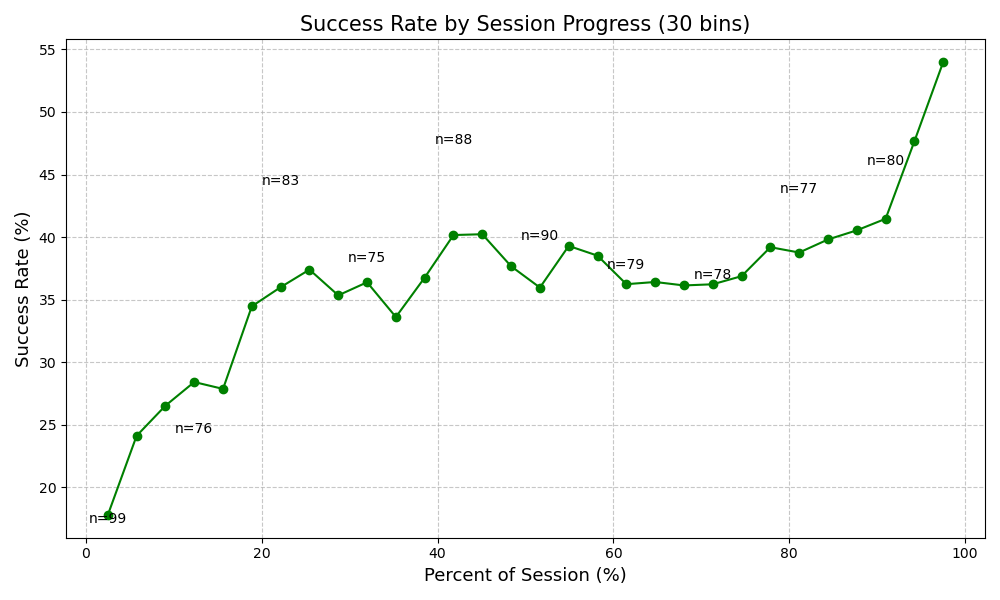 Success Rate by Session Progress (30 bins)
Success Rate (%)
55
50
45
40
35
30
25
20
n=99
n=76
n=83
n=75
n=88
n=90
n=79
n=78
n=77
n=80
0
20
40
60
80
100
Percent of Session (%)